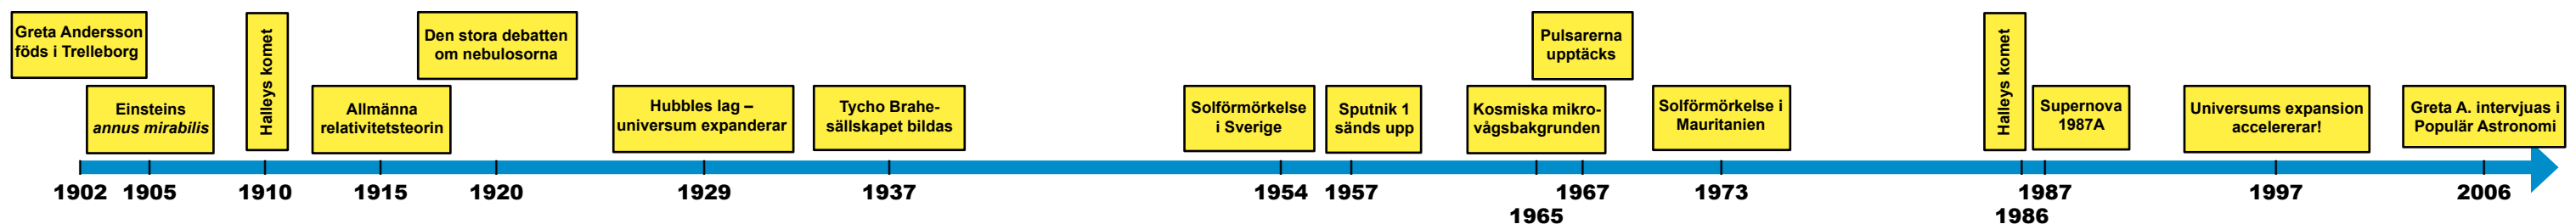 Greta Andersson
föds i Trelleborg
Einsteins
annus mirabilis
Halleys komet
Allmänna
relativitetsteorin
Den stora debatten
om nebulosorna
Hubbles lag –
universum expanderar
Tycho Brahe-
sällskapet bildas
Solförmörkelse
i Sverige
Sputnik 1
sänds upp
Kosmiska mikro-
vågsbakgrunden
Pulsarerna
upptäcks
Solförmörkelse i
Mauritanien
Halleys komet
Supernova
1987A
Universums expansion
accelererar!
Greta A. intervjuas i
Populär Astronomi
1902 1905 1910 1915 1920 1929 1937 1954 1957 1967 1973 1987 1997 2006
1965 1986